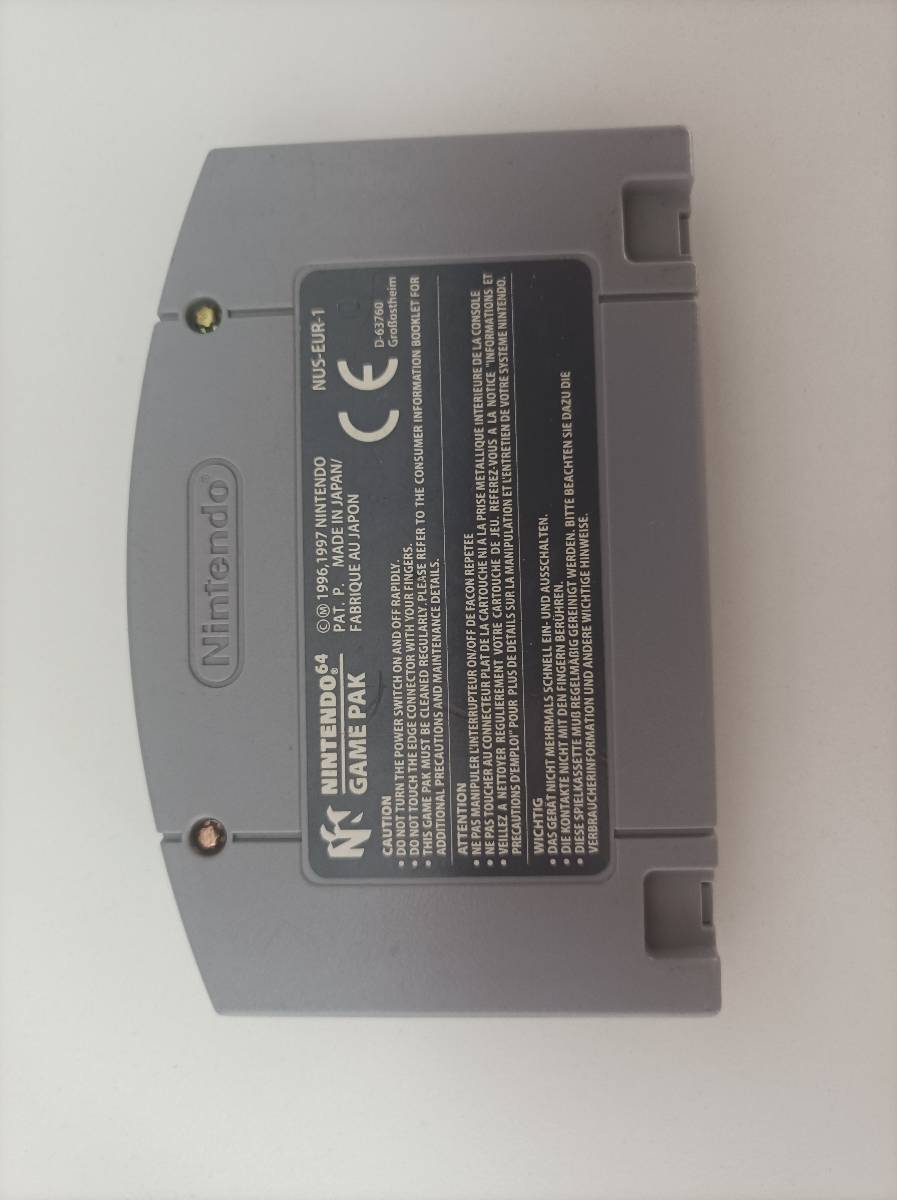 Nintendo®
NINTENDO64®
GAME PAK
©Ⓜ1996,1997 NINTENDO
PAT. P. MADE IN JAPAN/
FABRIQUE AU JAPON
NUS-EUR-1
CE
D-63760
Großostheim
CAUTION
• DO NOT TURN THE POWER SWITCH ON AND OFF RAPIDLY.
• DO NOT TOUCH THE EDGE CONNECTOR WITH YOUR FINGERS.
• THIS GAME PAK MUST BE CLEANED REGULARLY. PLEASE REFER TO THE CONSUMER INFORMATION BOOKLET FOR
ADDITIONAL PRECAUTIONS AND MAINTENANCE DETAILS.
ATTENTION
• NE PAS MANIPULER L'INTERRUPTEUR ON/OFF DE FACON REPETEE
• NE PAS TOUCHER AU CONNECTEUR PLAT DE LA CARTOUCHE NI A LA PRISE METALLIQUE INTERIEURE DE LA CONSOLE
• VEILLEZ A NETTOYER REGULIEREMENT VOTRE CARTOUCHE DE JEU. REFEREZ-VOUS A LA NOTICE "INFORMATIONS ET
PRECAUTIONS D'EMPLOI" POUR PLUS DE DETAILS SUR LA MANIPULATION ET L'ENTRETIEN DE VOTRE SYSTEME NINTENDO.
WICHTIG
• DAS GERÄT NICHT MEHRMALS SCHNELL EIN- UND AUSSCHALTEN.
• DIE KONTAKTE NICHT MIT DEN FINGERN BERÜHREN.
• DIESE SPIELKASSETTE MUß REGELMÄßIG GEREINIGT WERDEN. BITTE BEACHTEN SIE DAZU DIE
VERBRAUCHERINFORMATION UND ANDERE WICHTIGE HINWEISE.